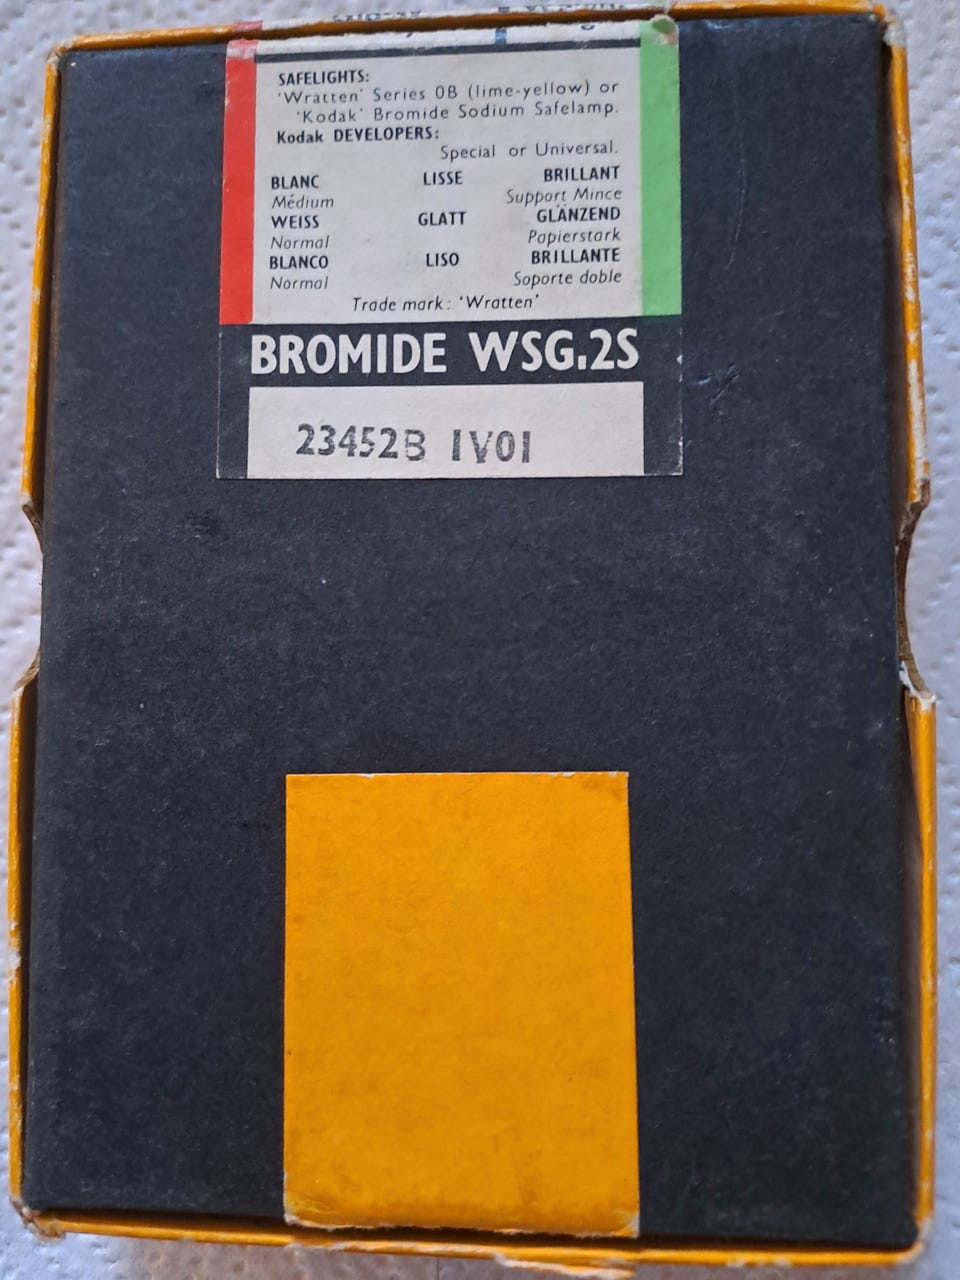 SAFELIGHTS:
'Wratten' Series OB (lime-yellow) or
'Kodak' Bromide Sodium Safelamp.
Kodak DEVELOPERS:
Special or Universal.
BLANC LISSE BRILLANT
Médium Support Mince
WEISS GLATT GLÄNZEND
Normal Papierstark
BLANCO LISO BRILLANTE
Normal Soporte doble
Trade mark: 'Wratten'
BROMIDE WSG.2S
23452B IV01